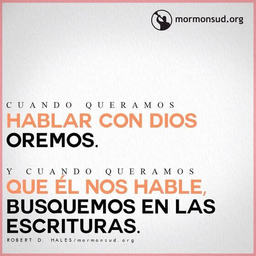 mormonsud.org
CUANDO QUERAMOS
HABLAR CON DIOS
OREMOS.
Y CUANDO QUERAMOS
QUE ÉL NOS HABLE,
BUSQUEMOS EN LAS
ESCRITURAS.
ROBERT D. HALES/mormonsud.org